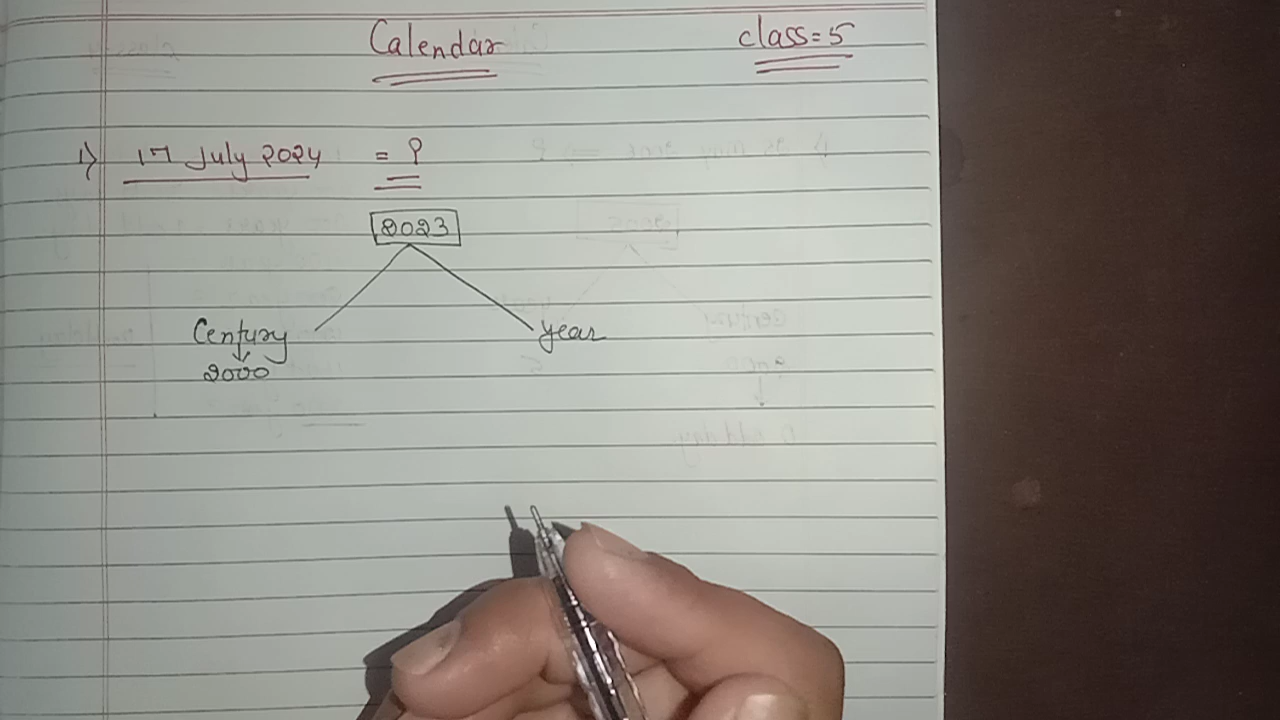 Calendar class=5
1) 17 July 2024 = ?
2023
Century year
2000